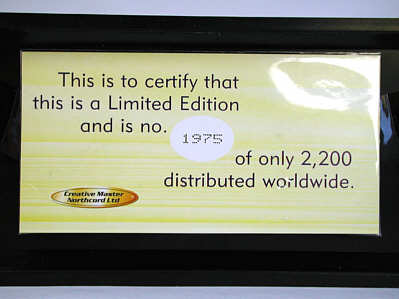 This is to certify that
this is a Limited Edition
and is no. 1975
of only 2,200
distributed worldwide.
Creative Master
Northcord Ltd